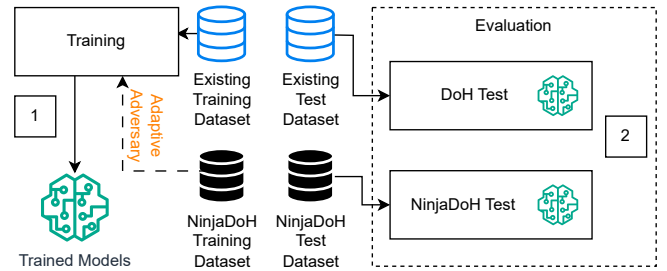 Training
Evaluation
Existing
Training
Dataset
Existing
Test
Dataset
DoH Test
1
Adaptive
Adversary
2
NinjaDoH
Training
Dataset
NinjaDoH
Test
Dataset
NinjaDoH Test
Trained Models